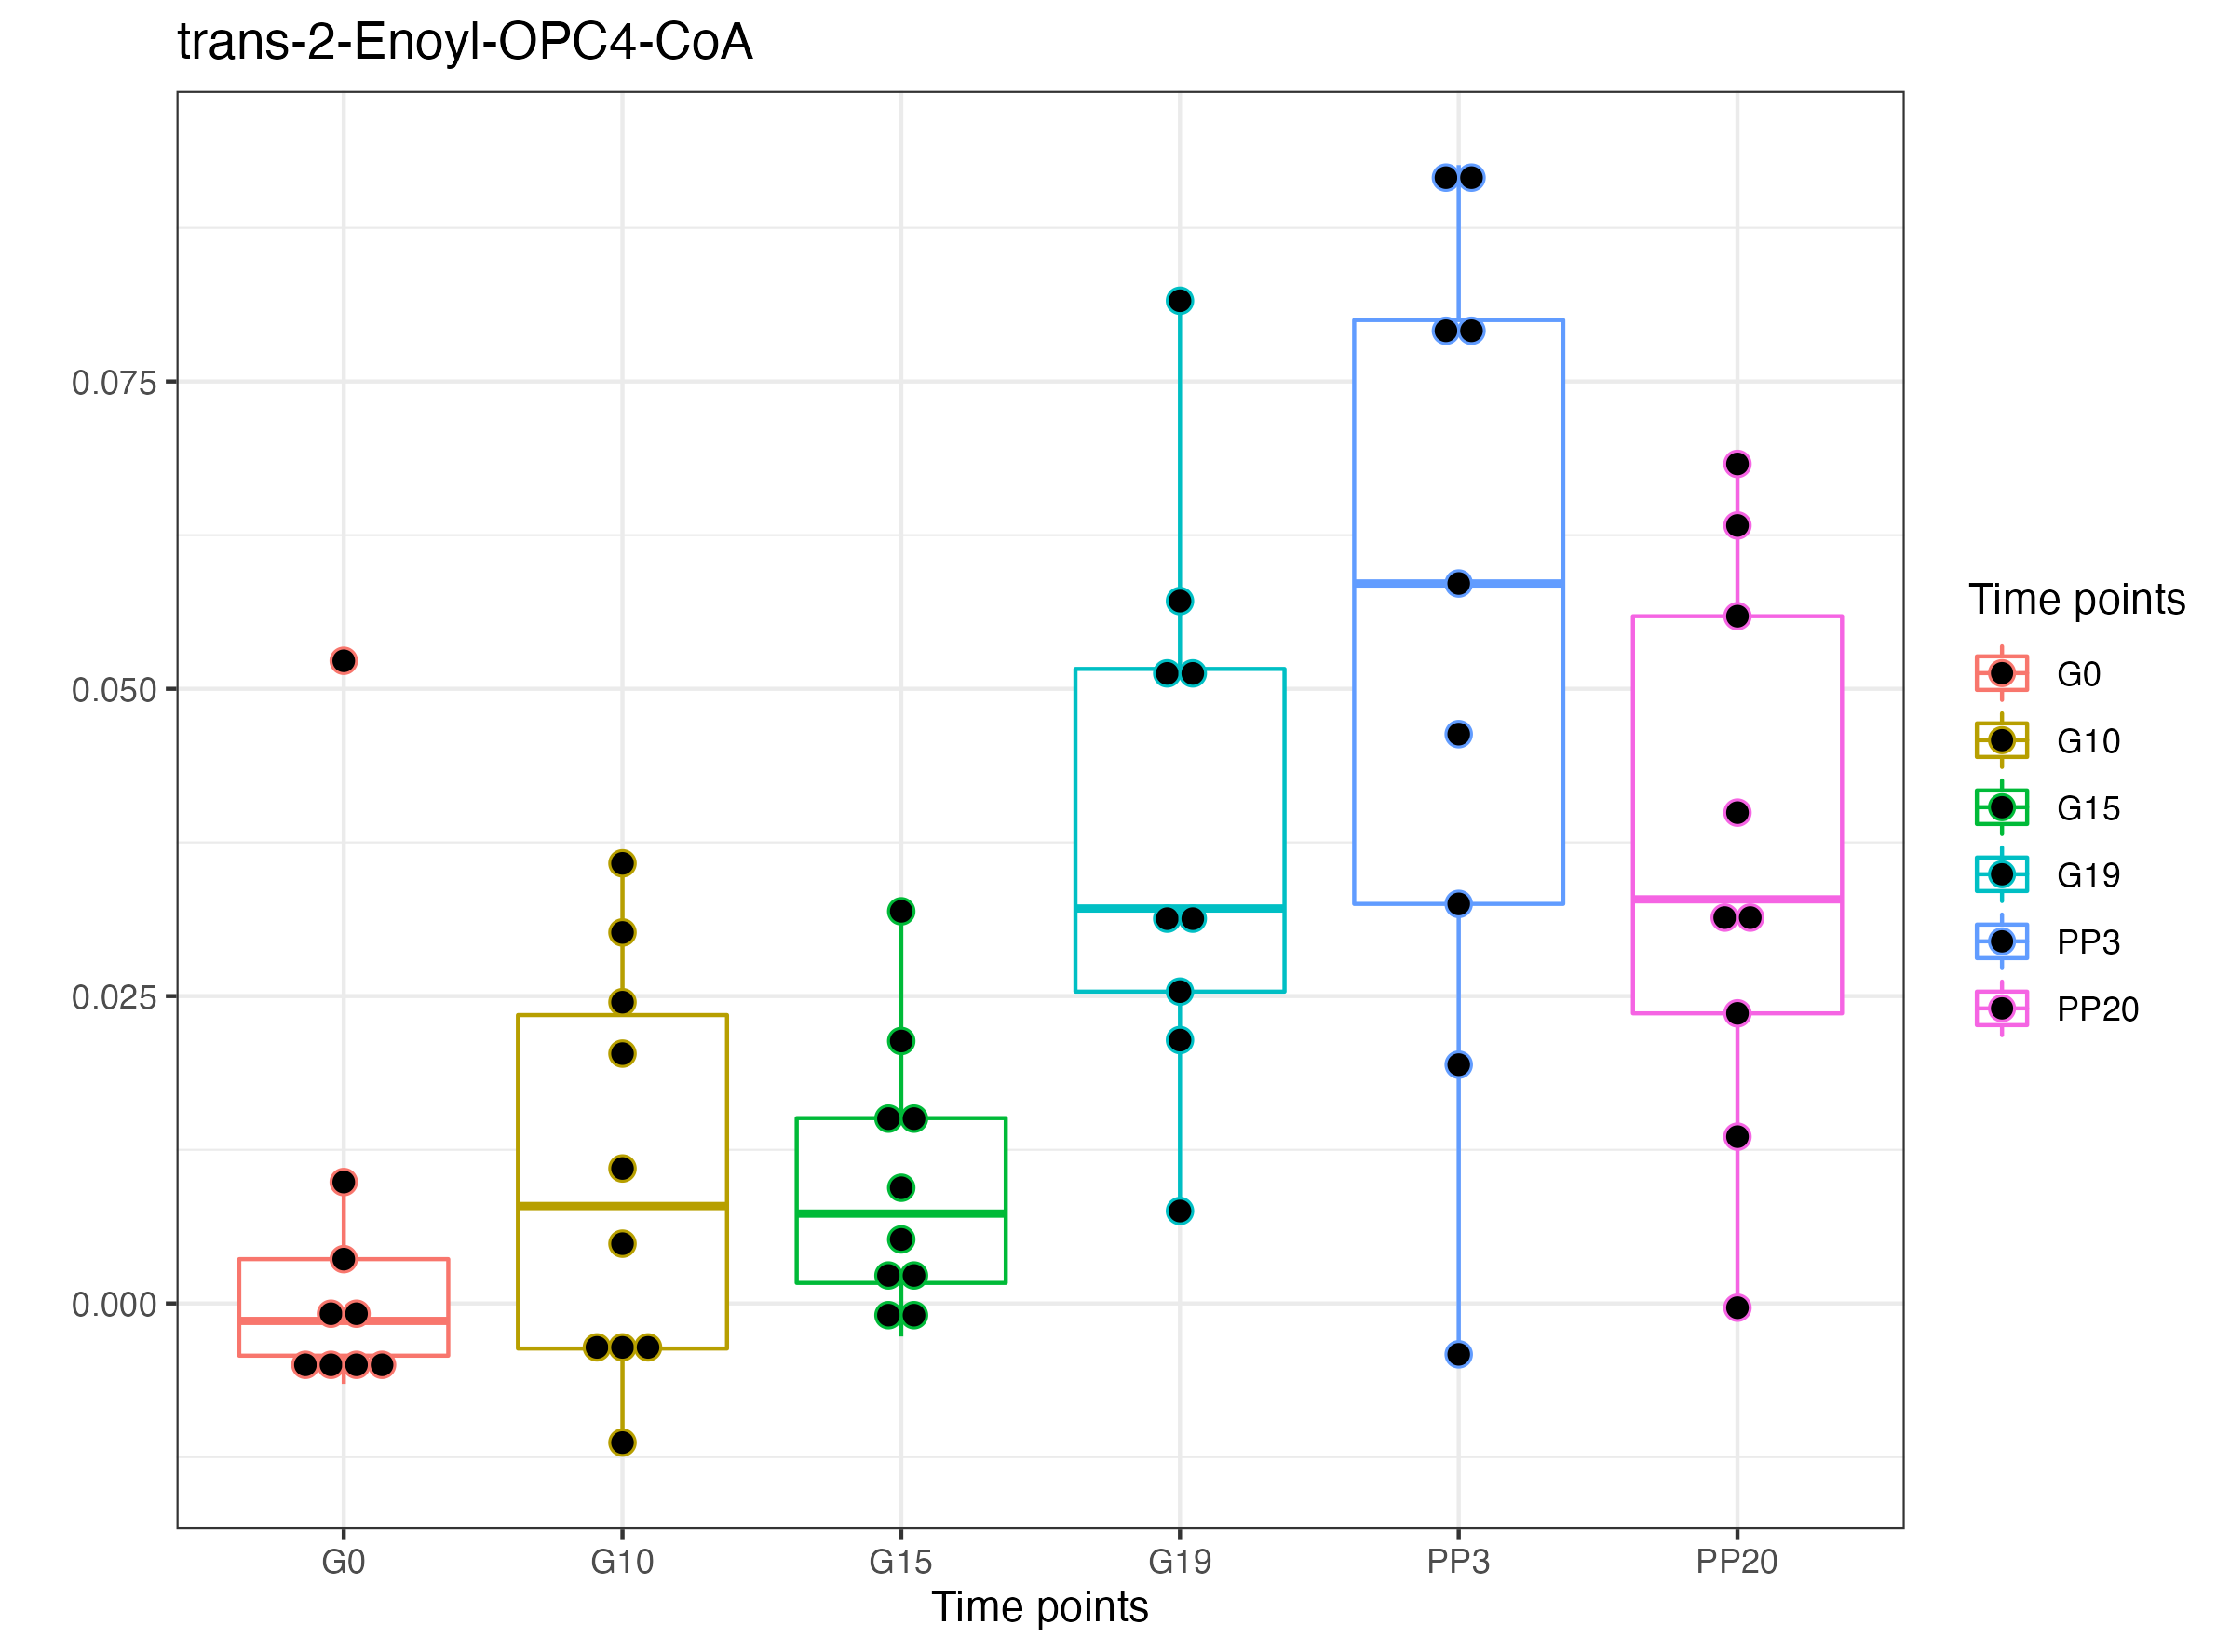 trans-2-Enoyl-OPC4-CoA
0.075
0.050
0.025
0.000
G0 G10 G15 G19 PP3 PP20
Time points
Time points
G0
G10
G15
G19
PP3
PP20